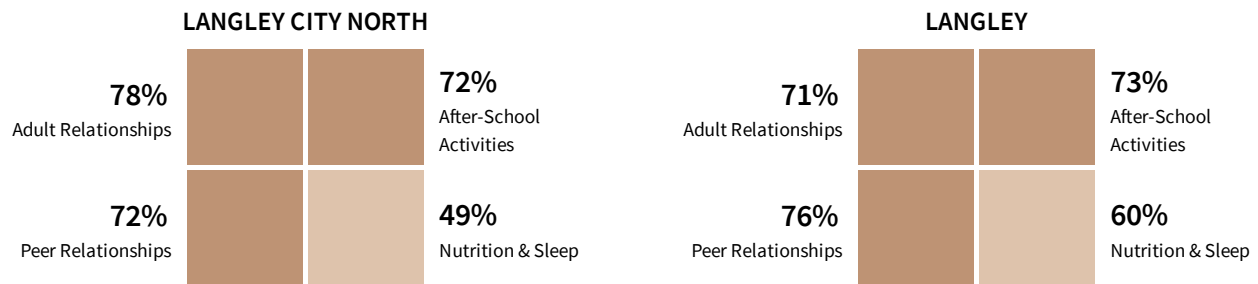 LANGLEY CITY NORTH
78%
Adult Relationships
72%
After-School
Activities
72%
Peer Relationships
49%
Nutrition & Sleep
LANGLEY
71%
Adult Relationships
73%
After-School
Activities
76%
Peer Relationships
60%
Nutrition & Sleep